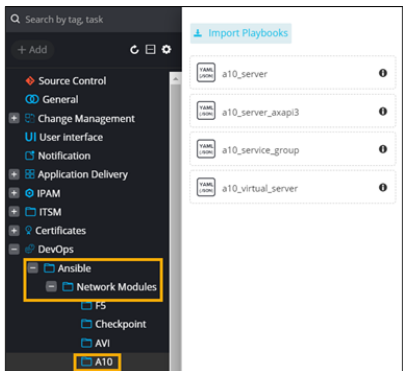 Search by tag, task
+ Add
Source Control
General
Change Management
User interface
Notification
Application Delivery
IPAM
ITSM
Certificates
DevOps
Ansible
Network Modules
F5
Checkpoint
AVI
A10
Import Playbooks
YAML
(JSON)
a10_server
YAML
(JSON)
a10_server_axapi3
YAML
(JSON)
a10_service_group
YAML
(JSON)
a10_virtual_server